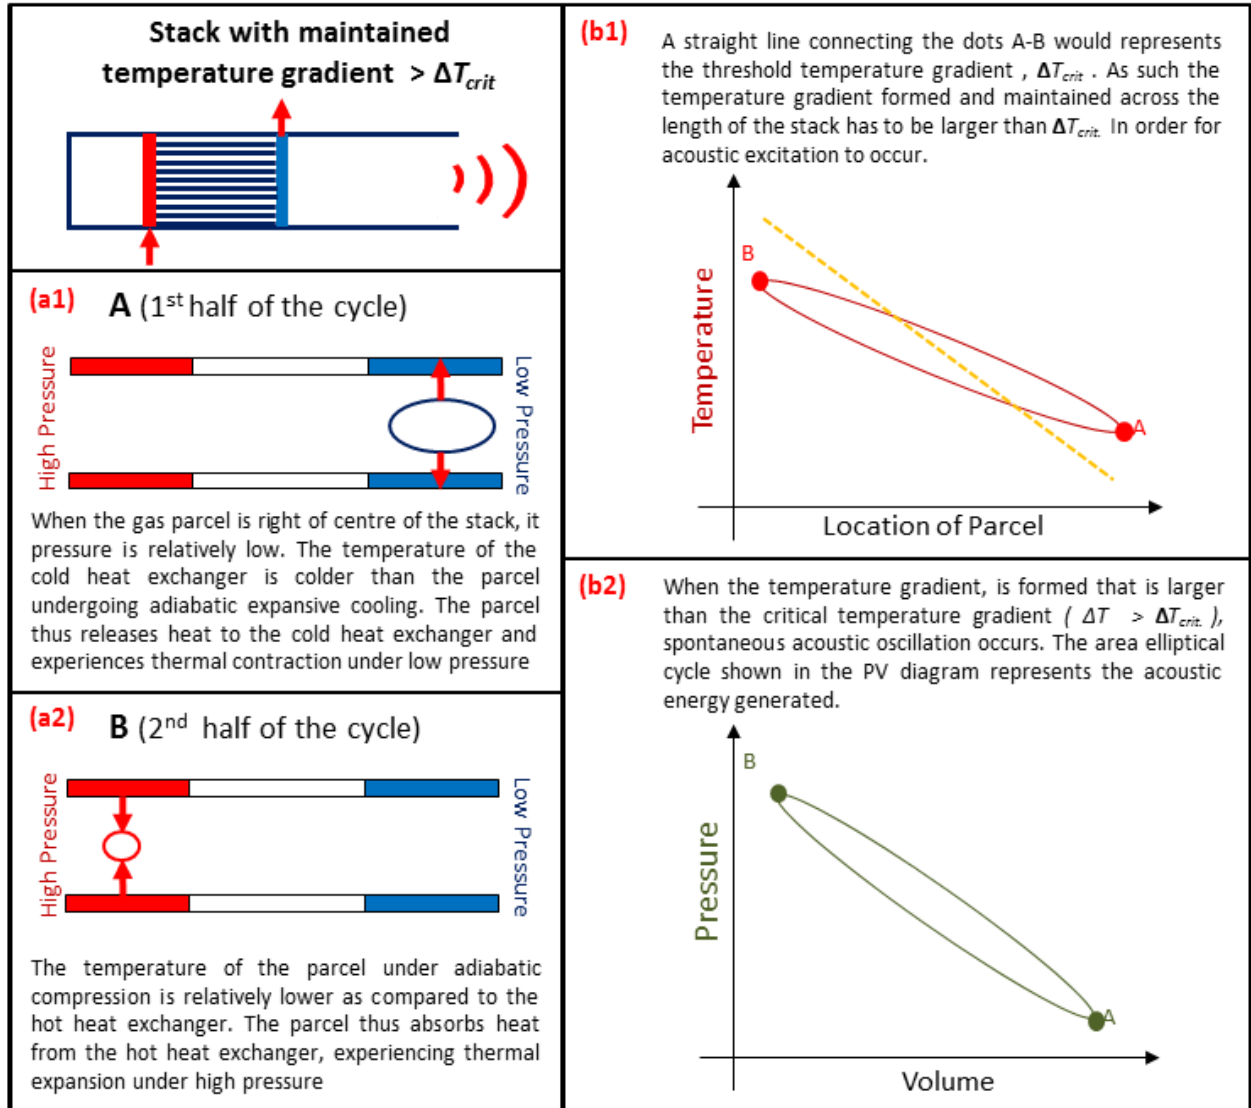 Stack with maintained
temperature gradient > ΔTcrit
(a1) A (1st half of the cycle)
High Pressure
Low Pressure
When the gas parcel is right of centre of the stack, it
pressure is relatively low. The temperature of the
cold heat exchanger is colder than the parcel
undergoing adiabatic expansive cooling. The parcel
thus releases heat to the cold heat exchanger and
experiences thermal contraction under low pressure
(a2) B (2nd half of the cycle)
High Pressure
Low Pressure
The temperature of the parcel under adiabatic
compression is relatively lower as compared to the
hot heat exchanger. The parcel thus absorbs heat
from the hot heat exchanger, experiencing thermal
expansion under high pressure
(b1)
A straight line connecting the dots A-B would represents
the threshold temperature gradient , ΔTcrit . As such the
temperature gradient formed and maintained across the
length of the stack has to be larger than ΔTcrit. In order for
acoustic excitation to occur.
B
A
Temperature
Location of Parcel
(b2)
When the temperature gradient, is formed that is larger
than the critical temperature gradient ( ΔT > ΔTcrit. ),
spontaneous acoustic oscillation occurs. The area elliptical
cycle shown in the PV diagram represents the acoustic
energy generated.
B
A
Pressure
Volume